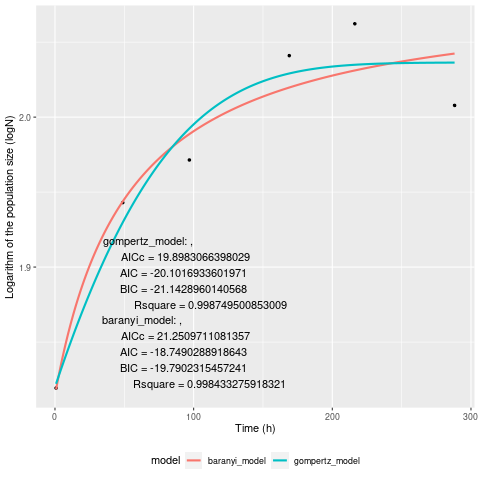 Logarithm of the population size (logN)
2.0
1.9
gompertz_model: ,
AICc = 19.8983066398029
AIC = -20.1016933601971
BIC = -21.1428960140568
Rsquare = 0.998749500853009
baranyi_model: ,
AICc = 21.2509711081357
AIC = -18.7490288918643
BIC = -19.7902315457241
Rsquare = 0.998433275918321
0 100 200 300
Time (h)
model baranyi_model gompertz_model